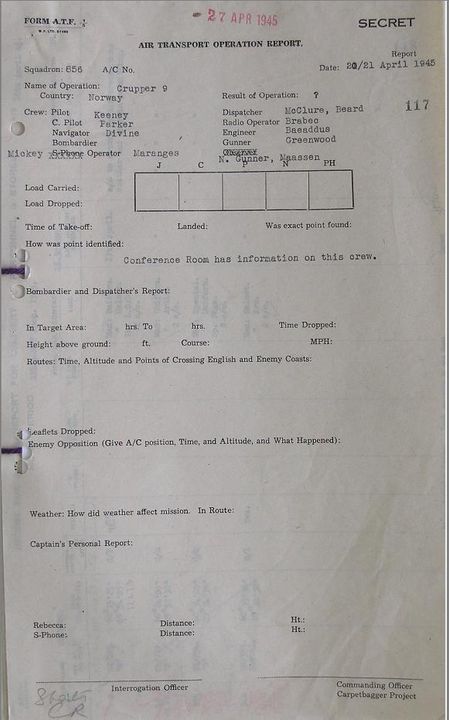 FORM A.T.F.
- 27 APR 1945
SECRET
AIR TRANSPORT OPERATION REPORT.
Report
Squadron: 856 A/C No. Date: 20/21 April 1945
Name of Operation: Crupper 9
Country: Norway Result of Operation: ?
Crew: Pilot Keeney Dispatcher McClure, Beard 117
C. Pilot Parker Radio Operator Brabec
Navigator Divine Engineer Baeaddus
Bombardier Gunner Greenwood
Mickey S-Phone Operator Maranges Observer
N. Gunner, Maassen
J C P N PH
Load Carried:
Load Dropped:
Time of Take-off: Landed: Was exact point found:
How was point identified:
Conference Room has information on this crew.
Bombardier and Dispatcher's Report:
In Target Area: hrs. To hrs. Time Dropped:
Height above ground: ft. Course: MPH:
Routes: Time, Altitude and Points of Crossing English and Enemy Coasts:
Leaflets Dropped:
Enemy Opposition (Give A/C position, Time, and Altitude, and What Happened):
Weather: How did weather affect mission. In Route:
Captain's Personal Report:
Rebecca: Distance: Ht.:
S-Phone: Distance: Ht.:
Interrogation Officer Commanding Officer
Carpetbagger Project